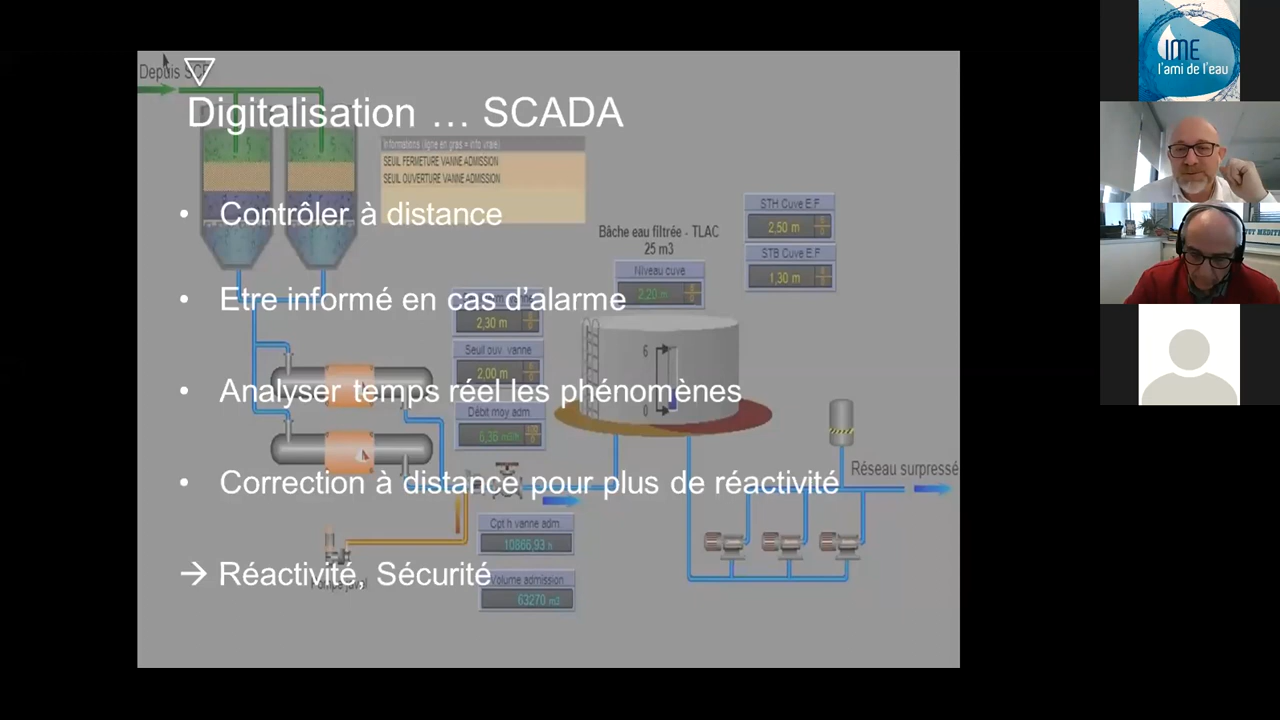 Depuis SCP
Digitalisation … SCADA
Informations (ligne en gras = info vraie)
SEUIL FERMETURE VANNE ADMISSION
SEUIL OUVERTURE VANNE ADMISSION
• Contrôler à distance
STH Cuve E.F
2,50 m
Bâche eau filtrée - TLAC
25 m3
STB Cuve E.F
1,30 m
Niveau cuve
2,20 m
• Etre informé en cas d’alarme
2,30 m
Seuil ouv. vanne
2,00 m
6
0
• Analyser temps réel les phénomènes
Débit moy adm.
6,36 m3/h
Réseau surpressé
• Correction à distance pour plus de réactivité
Cpt h vanne adm.
10866,93 h
→ Réactivité, Sécurité
Volume admission
63270 m3
IME
l'ami de l'eau